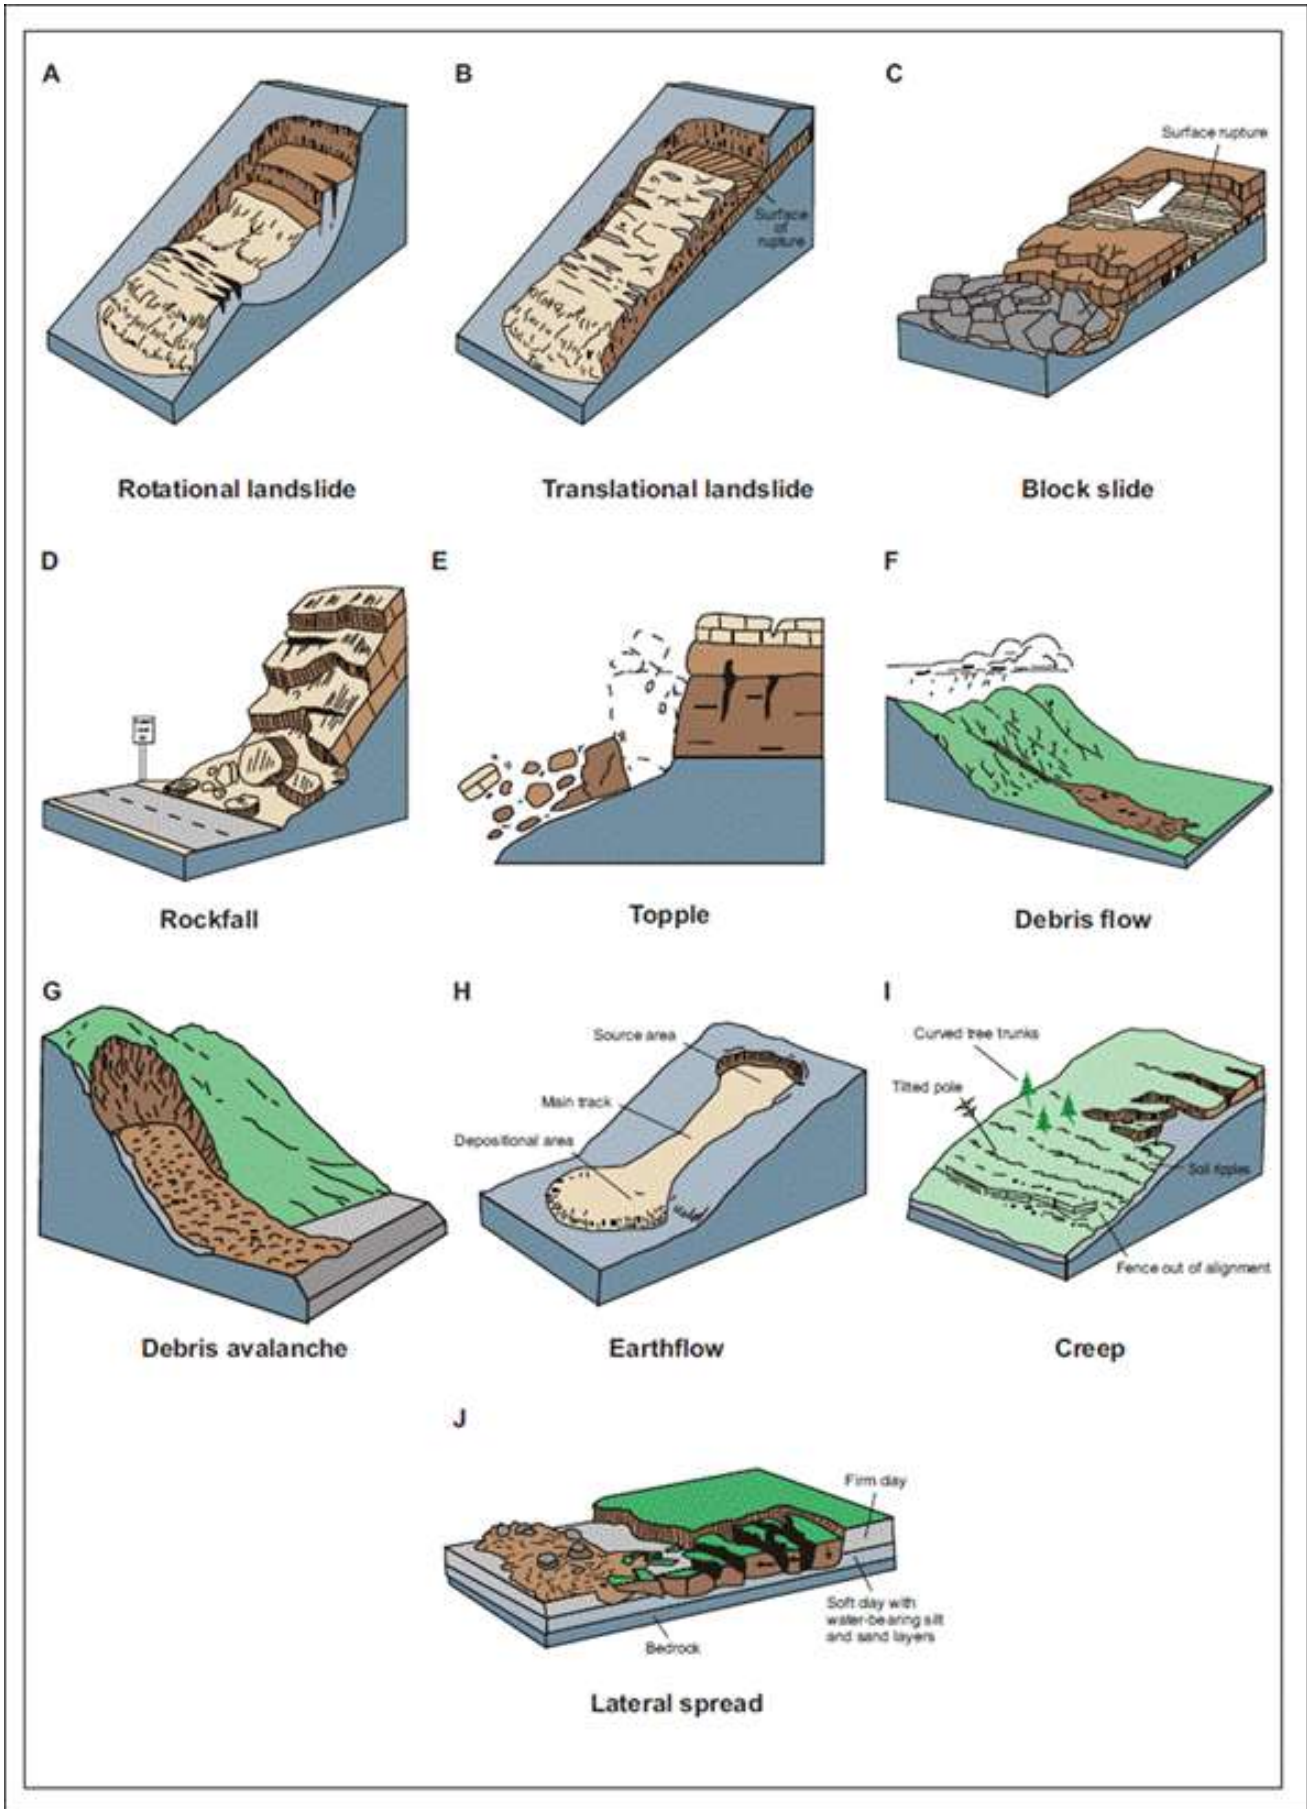 A
B
C
Surface rupture
Surface
of
rupture
Rotational landslide
Translational landslide
Block slide
D
E
F
Rockfall
Topple
Debris flow
G
H
I
Source area
Main track
Depositional area
Curved tree trunks
Tilted pole
Soil ripples
Fence out of alignment
Debris avalanche
Earthflow
Creep
J
Firm day
Soft day with
water-bearing silt
and sand layers
Bedrock
Lateral spread